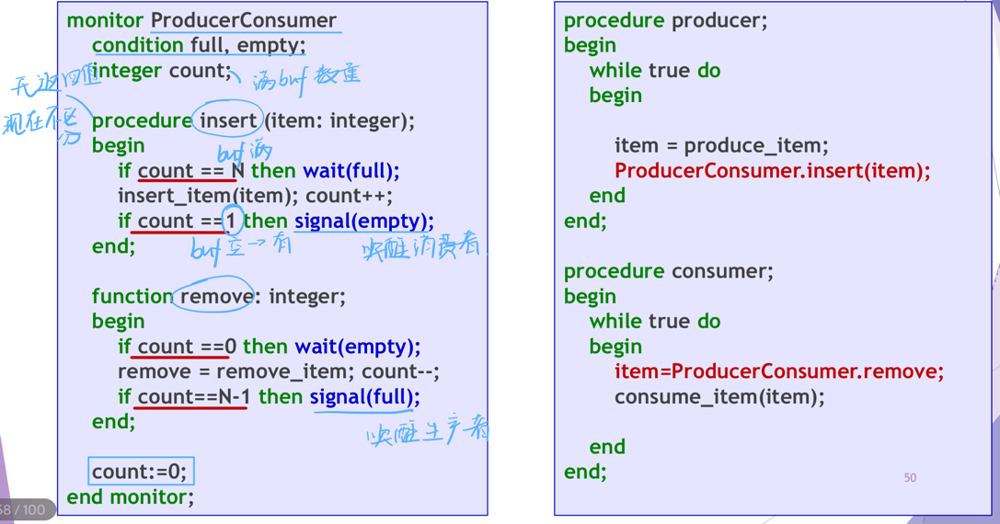 monitor ProducerConsumer
condition full, empty;
integer count;
满buf数量
无返回值
现在不区分
procedure insert (item: integer);
begin
buf满
if count == N then wait(full);
insert_item(item); count++;
if count ==1 then signal(empty);
end;
buf空→有
唤醒消费者
function remove: integer;
begin
if count ==0 then wait(empty);
remove = remove_item; count--;
if count==N-1 then signal(full);
end;
唤醒生产者
count:=0;
end monitor;
58 / 100
procedure producer;
begin
while true do
begin
item = produce_item;
ProducerConsumer.insert(item);
end
end;
procedure consumer;
begin
while true do
begin
item=ProducerConsumer.remove;
consume_item(item);
end
end;
50